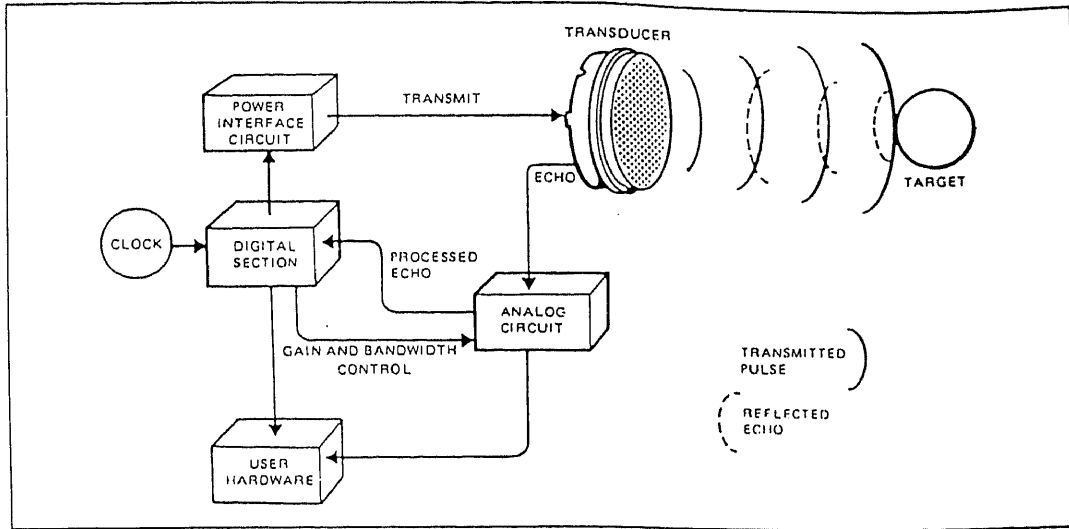 TRANSDUCER
POWER
INTERFACE
CIRCUIT
TRANSMIT
ECHO
TARGET
CLOCK
DIGITAL
SECTION
PROCESSED
ECHO
ANALOG
CIRCUIT
GAIN AND BANDWIDTH
CONTROL
TRANSMITTED
PULSE
REFLECTED
ECHO
USER
HARDWARE